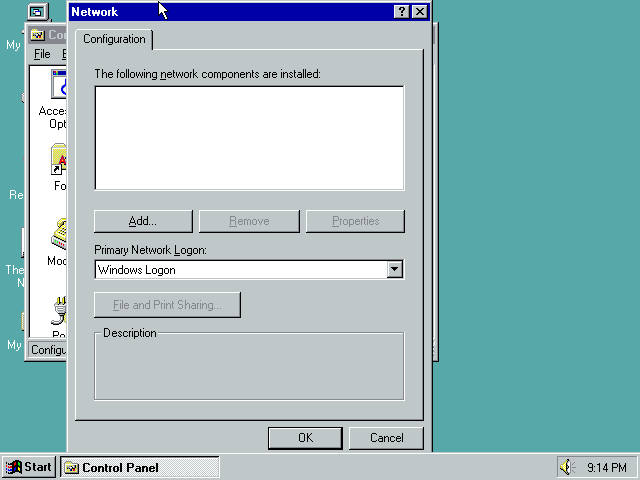 Network
My
Co
File
Configuration
The following network components are installed:
Acces
Opt
Fo
Re
Add...
Remove
Properties
Primary Network Logon:
Windows Logon
Mod
The
N
File and Print Sharing...
Description
My
Configu
OK
Cancel
Start
Control Panel
9:14 PM